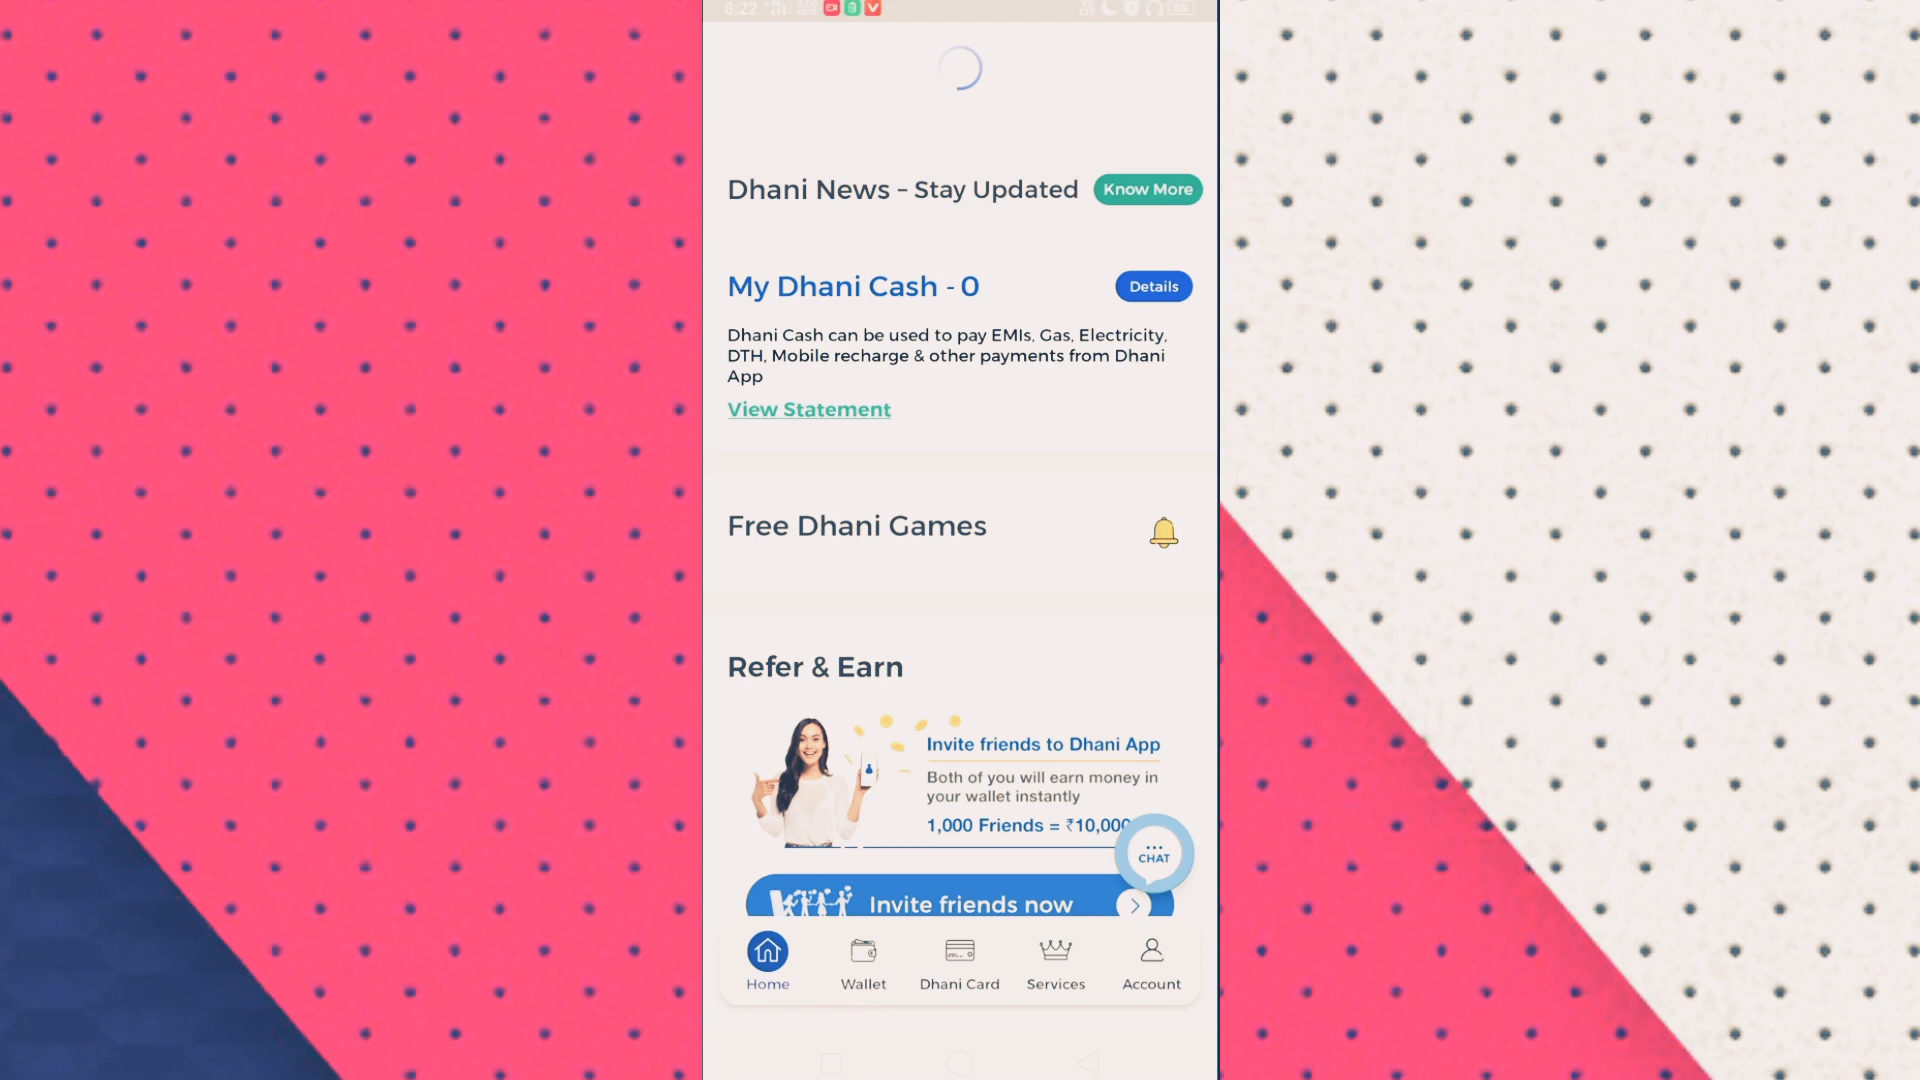 8:22
Dhani News – Stay Updated
Know More
My Dhani Cash - 0
Details
Dhani Cash can be used to pay EMIs, Gas, Electricity,
DTH, Mobile recharge & other payments from Dhani
App
View Statement
Free Dhani Games
Refer & Earn
Invite friends to Dhani App
Both of you will earn money in
your wallet instantly
1,000 Friends = ₹10,000
CHAT
Invite friends now
Home
Wallet
Dhani Card
Services
Account